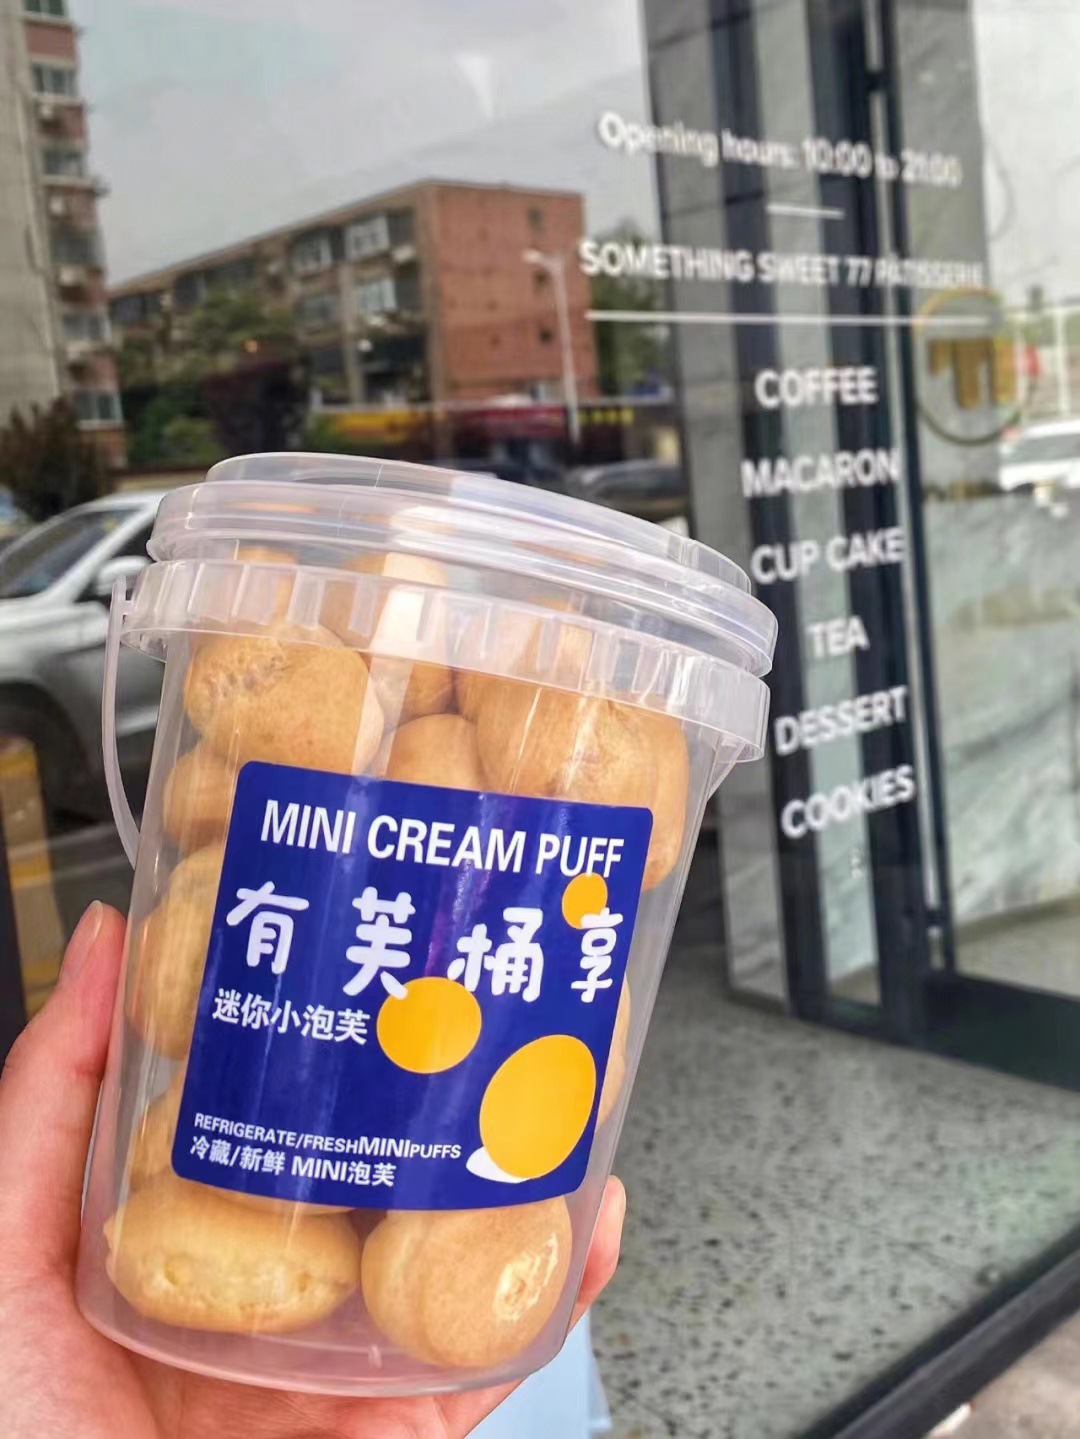 Opening hours: 10:00 to 21:00
SOMETHING SWEET 77 PATISSERIE
COFFEE
MACARON
CUP CAKE
TEA
DESSERT
COOKIES
MINI CREAM PUFF
有芙桶享
迷你小泡芙
REFRIGERATE/FRESHMINIPUFFS
冷藏/新鲜 MINI泡芙